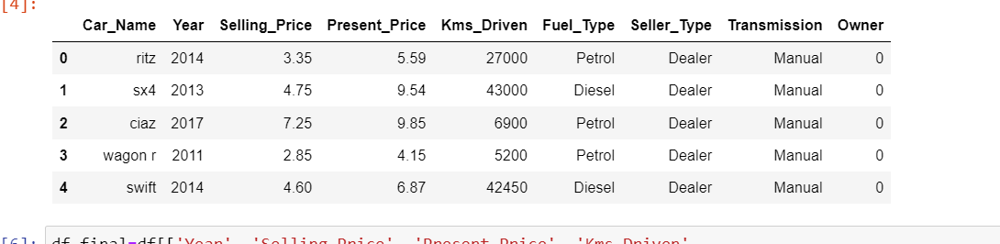 [4]:
Car_Name Year Selling_Price Present_Price Kms_Driven Fuel_Type Seller_Type Transmission Owner
0 ritz 2014 3.35 5.59 27000 Petrol Dealer Manual 0
1 sx4 2013 4.75 9.54 43000 Diesel Dealer Manual 0
2 ciaz 2017 7.25 9.85 6900 Petrol Dealer Manual 0
3 wagon r 2011 2.85 4.15 5200 Petrol Dealer Manual 0
4 swift 2014 4.60 6.87 42450 Diesel Dealer Manual 0
[6]: df_final=df[['Year', 'Selling_Price', 'Present_Price', 'Kms_Driven',